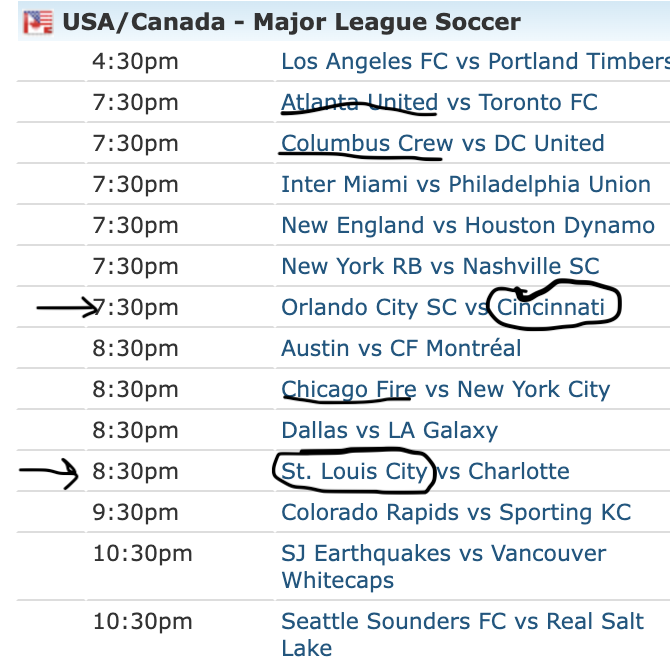 USA/Canada - Major League Soccer
4:30pm Los Angeles FC vs Portland Timbers
7:30pm Atlanta United vs Toronto FC
7:30pm Columbus Crew vs DC United
7:30pm Inter Miami vs Philadelphia Union
7:30pm New England vs Houston Dynamo
7:30pm New York RB vs Nashville SC
7:30pm Orlando City SC vs Cincinnati
8:30pm Austin vs CF Montréal
8:30pm Chicago Fire vs New York City
8:30pm Dallas vs LA Galaxy
8:30pm St. Louis City vs Charlotte
9:30pm Colorado Rapids vs Sporting KC
10:30pm SJ Earthquakes vs Vancouver
Whitecaps
10:30pm Seattle Sounders FC vs Real Salt
Lake